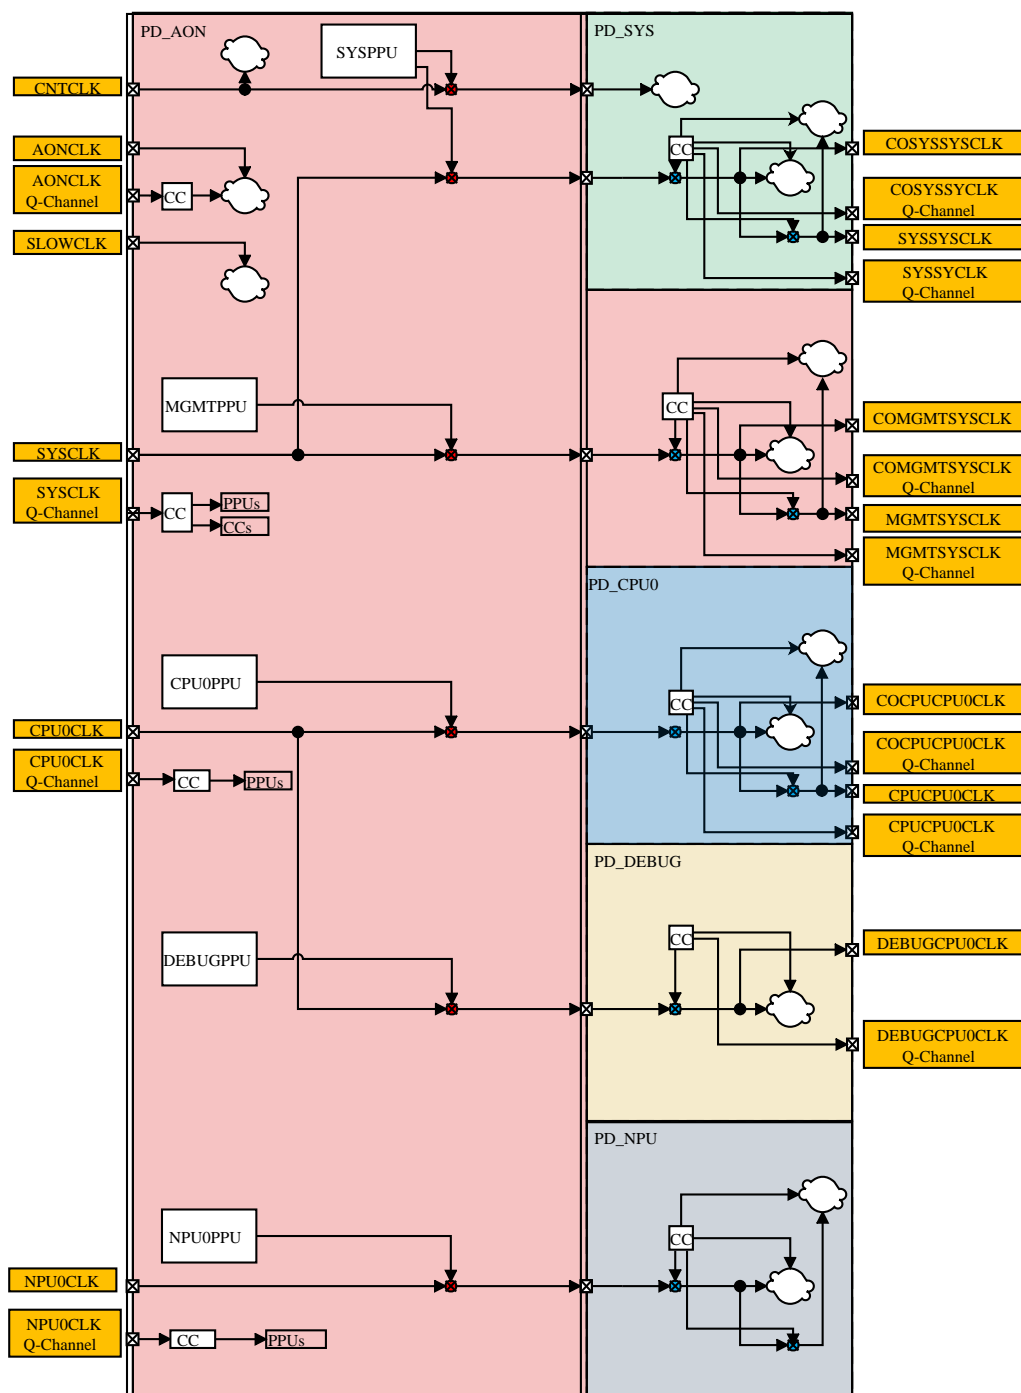 PD_AON
SYSPPU
PD_SYS
CNTCLK
AONCLK
AONCLK
Q-Channel
CC
SLOWCLK
CC
COSYSSYSCLK
COSYSSYCLK
Q-Channel
SYSSYSCLK
SYSSYCLK
Q-Channel
MGMTPPU
SYSCLK
SYSCLK
Q-Channel
CC
PPUs
CCs
CC
COMGMTSYSCLK
COMGMTSYSCLK
Q-Channel
MGMTSYSCLK
MGMTSYSCLK
Q-Channel
PD_CPU0
CPU0PPU
CPU0CLK
CPU0CLK
Q-Channel
CC
PPUs
CC
COCPUCPU0CLK
COCPUCPU0CLK
Q-Channel
CPUCPU0CLK
CPUCPU0CLK
Q-Channel
PD_DEBUG
DEBUGPPU
CC
DEBUGCPU0CLK
DEBUGCPU0CLK
Q-Channel
PD_NPU
NPU0PPU
CC
NPU0CLK
NPU0CLK
Q-Channel
CC
PPUs